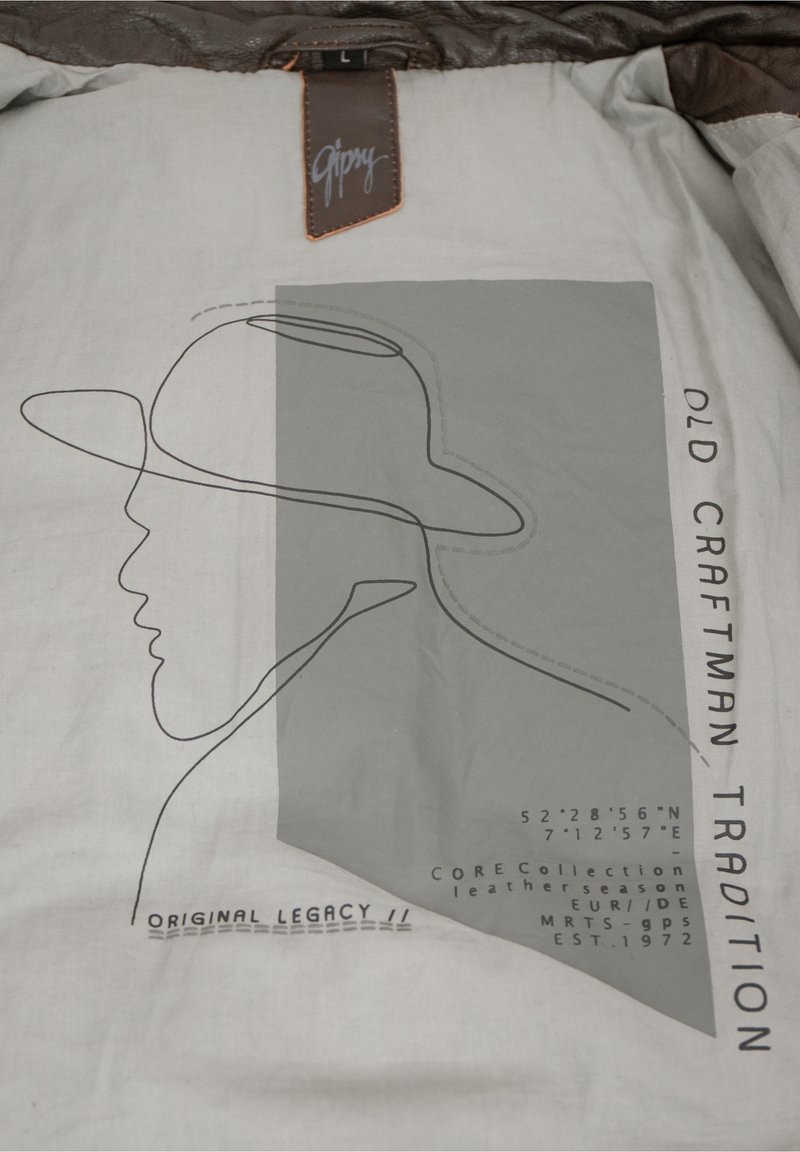 L
Gipsy
OLD CRAFTMAN TRADITION
52°28'56"N
7°12'57"E
-
CORE Collection
leather season
EUR//DE
MRTS-gps
EST.1972
ORIGINAL LEGACY //